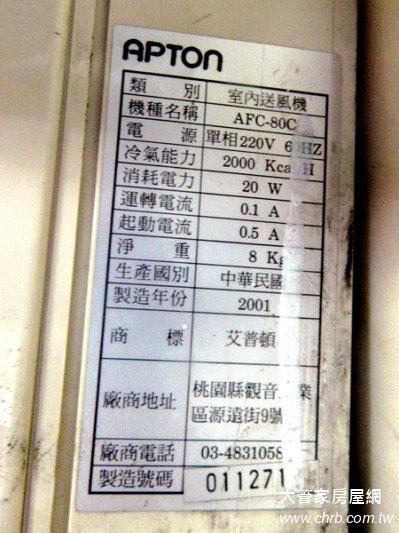 APTON
類別 室內送風機
機種名稱 AFC-80C
電源 單相220V 60HZ
冷氣能力 2000 Kcal/H
消耗電力 20 W
運轉電流 0.1 A
起動電流 0.5 A
淨重 8 Kg
生產國別 中華民國
製造年份 2001
商標 艾普頓
廠商地址 桃園縣觀音工業
區源遠街9號
廠商電話 03-4831058
製造號碼 011271
大管家房屋網
www.chrb.com.tw